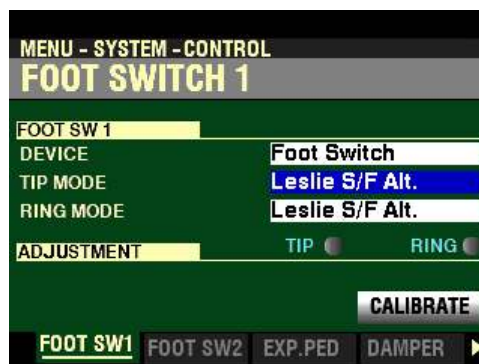 MENU - SYSTEM - CONTROL
FOOT SWITCH 1
FOOT SW 1
DEVICE Foot Switch
TIP MODE Leslie S/F Alt.
RING MODE Leslie S/F Alt.
ADJUSTMENT TIP RING
CALIBRATE
FOOT SW1 FOOT SW2 EXP.PED DAMPER